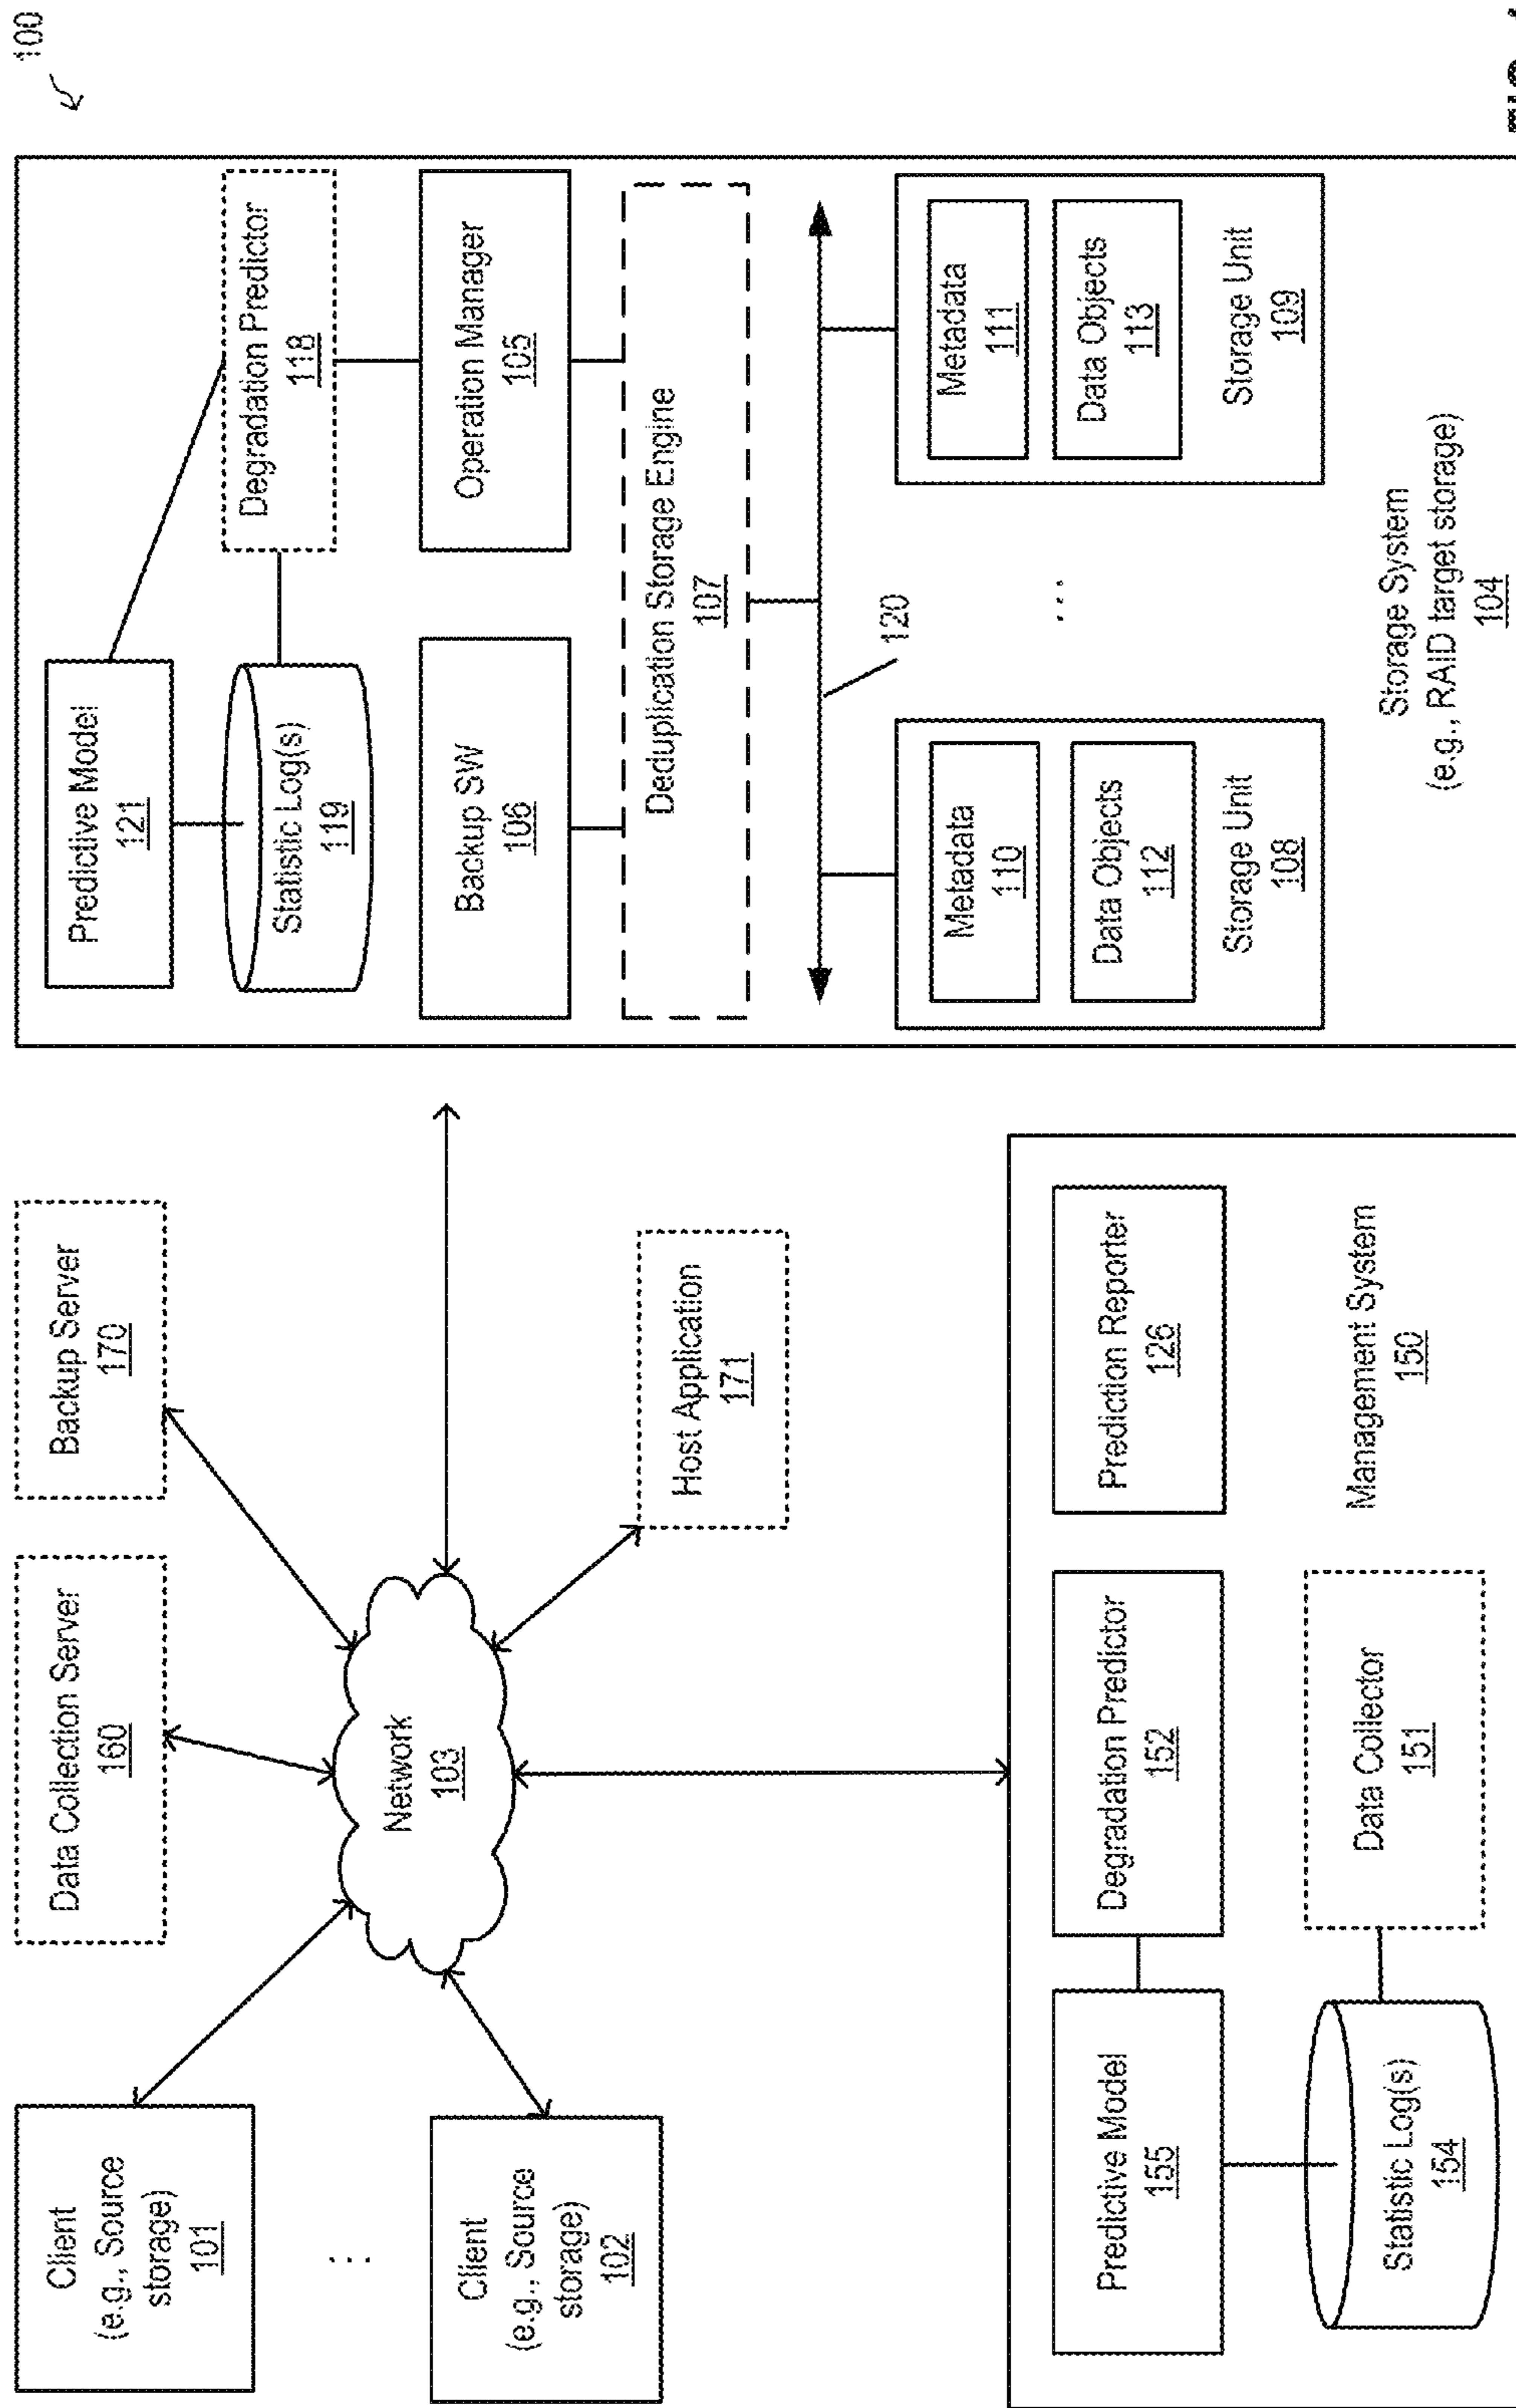 100
Client
(e.g., Source
storage)
101
Client
(e.g., Source
storage)
102
...
Data Collection Server
160
Backup Server
170
Network
103
Host Application
171
Predictive Model
155
Degradation Predictor
152
Prediction Reporter
126
Statistic Log(s)
154
Data Collector
151
Management System
150
Predictive Model
121
Statistic Log(s)
119
Degradation Predictor
118
Backup SW
106
Operation Manager
105
Deduplication Storage Engine
107
120
Metadata
110
Data Objects
112
Storage Unit
108
...
Metadata
111
Data Objects
113
Storage Unit
109
Storage System
(e.g., RAID target storage)
104